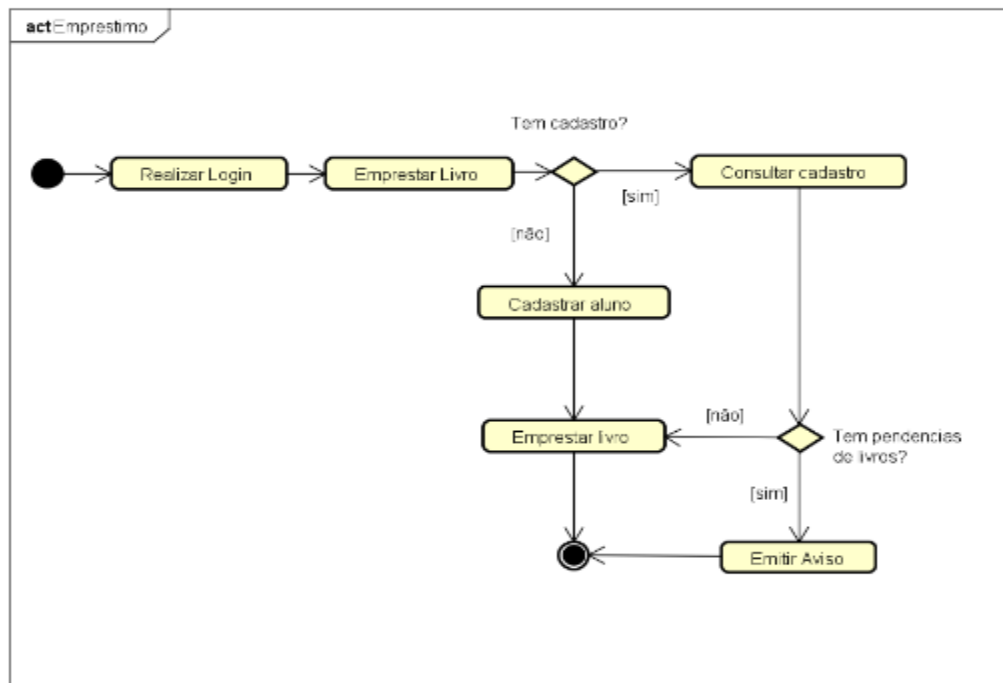 actEmprestimo
Tem cadastro?
Realizar Login
Emprestar Livro
Consultar cadastro
[sim]
[não]
Cadastrar aluno
[não]
Emprestar livro
Tem pendencias
de livros?
[sim]
Emitir Aviso